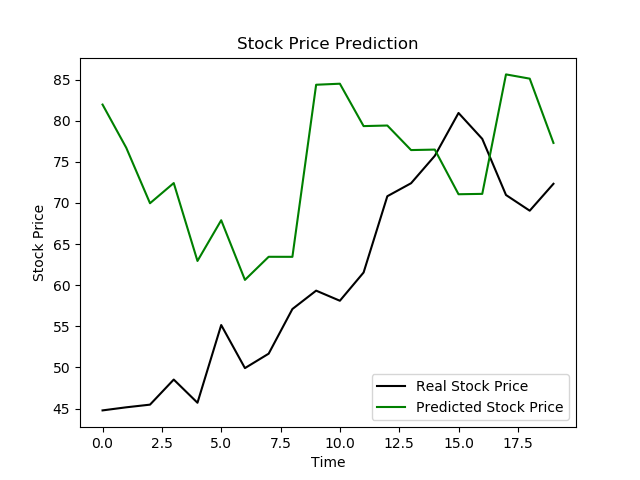 Stock Price Prediction
85
80
75
70
65
60
55
50
45
Stock Price
Real Stock Price
Predicted Stock Price
0.0 2.5 5.0 7.5 10.0 12.5 15.0 17.5
Time